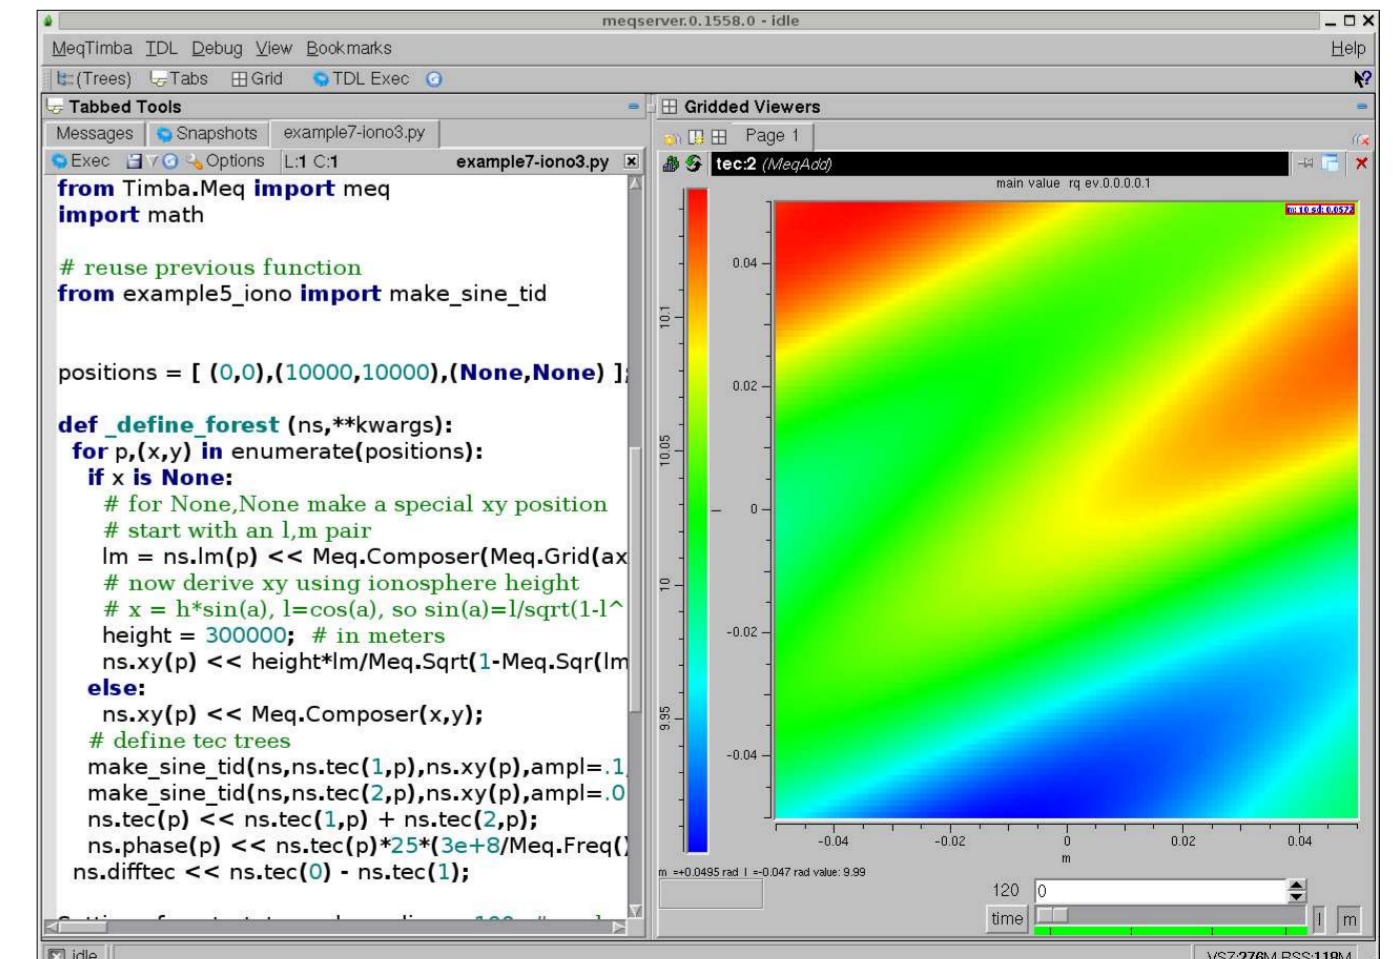 meqserver.0.1558.0 - idle
MeqTimba TDL Debug View Bookmarks Help
(Trees) Tabs Grid TDL Exec
Tabbed Tools
Messages Snapshots example7-iono3.py
Exec Options L:1 C:1 example7-iono3.py
from Timba.Meq import meq
import math
# reuse previous function
from example5_iono import make_sine_tid
positions = [ (0,0),(10000,10000),(None,None) ];
def _define_forest (ns,**kwargs):
for p,(x,y) in enumerate(positions):
if x is None:
# for None,None make a special xy position
# start with an l,m pair
lm = ns.lm(p) << Meq.Composer(Meq.Grid(ax
# now derive xy using ionosphere height
# x = h*sin(a), l=cos(a), so sin(a)=l/sqrt(1-l^
height = 300000; # in meters
ns.xy(p) << height*lm/Meq.Sqrt(1-Meq.Sqr(lm
else:
ns.xy(p) << Meq.Composer(x,y);
# define tec trees
make_sine_tid(ns,ns.tec(1,p),ns.xy(p),ampl=.1,
make_sine_tid(ns,ns.tec(2,p),ns.xy(p),ampl=.0
ns.tec(p) << ns.tec(1,p) + ns.tec(2,p);
ns.phase(p) << ns.tec(p)*25*(3e+8/Meq.Freq()
ns.difftec << ns.tec(0) - ns.tec(1);
Gridded Viewers
Page 1
tec:2 (MeqAdd)
main value rq ev.0.0.0.0.1
m: 10 sd: 0.0573
10.1
10.05
10
9.95
0.04
0.02
0
-0.02
-0.04
l
-0.04 -0.02 0 0.02 0.04
m
m =+0.0495 rad l =-0.047 rad value: 9.99
120 0
time l m
idle
VSZ:276M RSS:118M